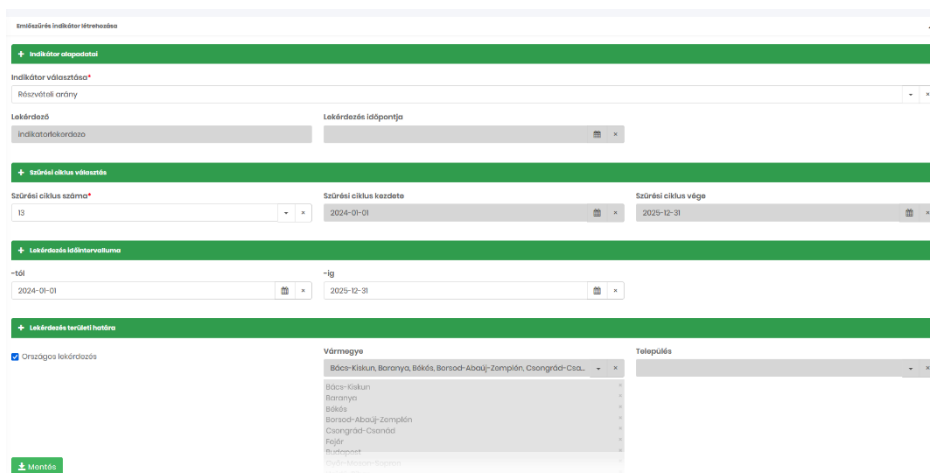 Emlőszűrés indikátor létrehozása
Indikátor alapadatai
Indikátor választása*
Részvételi arány
Lekérdező
Lekérdezés időpontja
indikatorlekerdezo
Szűrési ciklus választás
Szűrési ciklus száma*
Szűrési ciklus kezdete
Szűrési ciklus vége
13
2024-01-01
2025-12-31
Lekérdezés időintervalluma
-tól
-ig
2024-01-01
2025-12-31
Lekérdezés területi határa
Országos lekérdezés
Vármegye
Település
Bács-Kiskun, Baranya, Békés, Borsod-Abaúj-Zemplén, Csongrád-Csa...
Bács-Kiskun
Baranya
Békés
Borsod-Abaúj-Zemplén
Csongrád-Csanád
Fejér
Budapest
Mentés